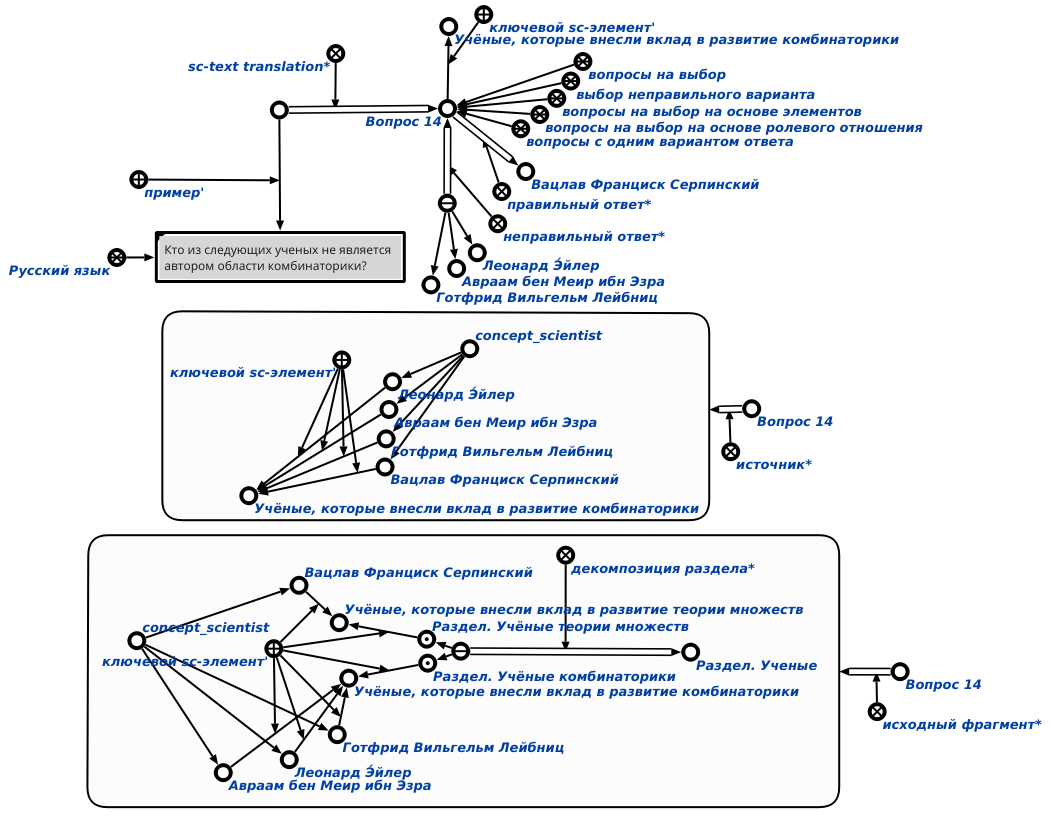 ключевой sc-элемент'
Учёные, которые внесли вклад в развитие комбинаторики
sc-text translation*
вопросы на выбор
выбор неправильного варианта
вопросы на выбор на основе элементов
Вопрос 14
вопросы на выбор на основе ролевого отношения
вопросы с одним вариантом ответа
Вацлав Франциск Серпинский
пример'
правильный ответ*
неправильный ответ*
Кто из следующих ученых не является
автором области комбинаторики?
Русский язык
Леонард Э́йлер
Авраам бен Меир ибн Эзра
Готфрид Вильгельм Лейбниц
concept_scientist
ключевой sc-элемент'
Леонард Э́йлер
Авраам бен Меир ибн Эзра
Вопрос 14
Готфрид Вильгельм Лейбниц
источник*
Вацлав Франциск Серпинский
Учёные, которые внесли вклад в развитие комбинаторики
декомпозиция раздела*
Вацлав Франциск Серпинский
Учёные, которые внесли вклад в развитие теории множеств
concept_scientist
Раздел. Учёные теории множеств
ключевой sc-элемент'
Раздел. Ученые
Раздел. Учёные комбинаторики
Вопрос 14
Учёные, которые внесли вклад в развитие комбинаторики
исходный фрагмент*
Готфрид Вильгельм Лейбниц
Леонард Э́йлер
Авраам бен Меир ибн Эзра